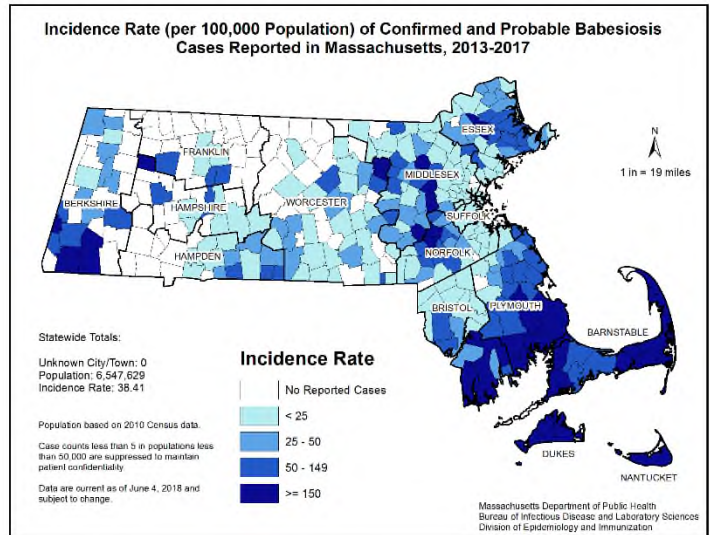 Incidence Rate (per 100,000 Population) of Confirmed and Probable Babesiosis
Cases Reported in Massachusetts, 2013-2017
N
1 in = 19 miles
ESSEX
FRANKLIN
MIDDLESEX
BERKSHIRE
HAMPSHIRE
WORCESTER
SUFFOLK
HAMPDEN
NORFOLK
BRISTOL
PLYMOUTH
BARNSTABLE
DUKES
NANTUCKET
Statewide Totals:
Unknown City/Town: 0
Population: 6,547,629
Incidence Rate: 38.41
Population based on 2010 Census data.
Case counts less than 5 in populations less
than 50,000 are suppressed to maintain
patient confidentiality.
Data are current as of June 4, 2018 and
subject to change.
Incidence Rate
No Reported Cases
< 25
25 - 50
50 - 149
>= 150
Massachusetts Department of Public Health
Bureau of Infectious Disease and Laboratory Sciences
Division of Epidemiology and Immunization